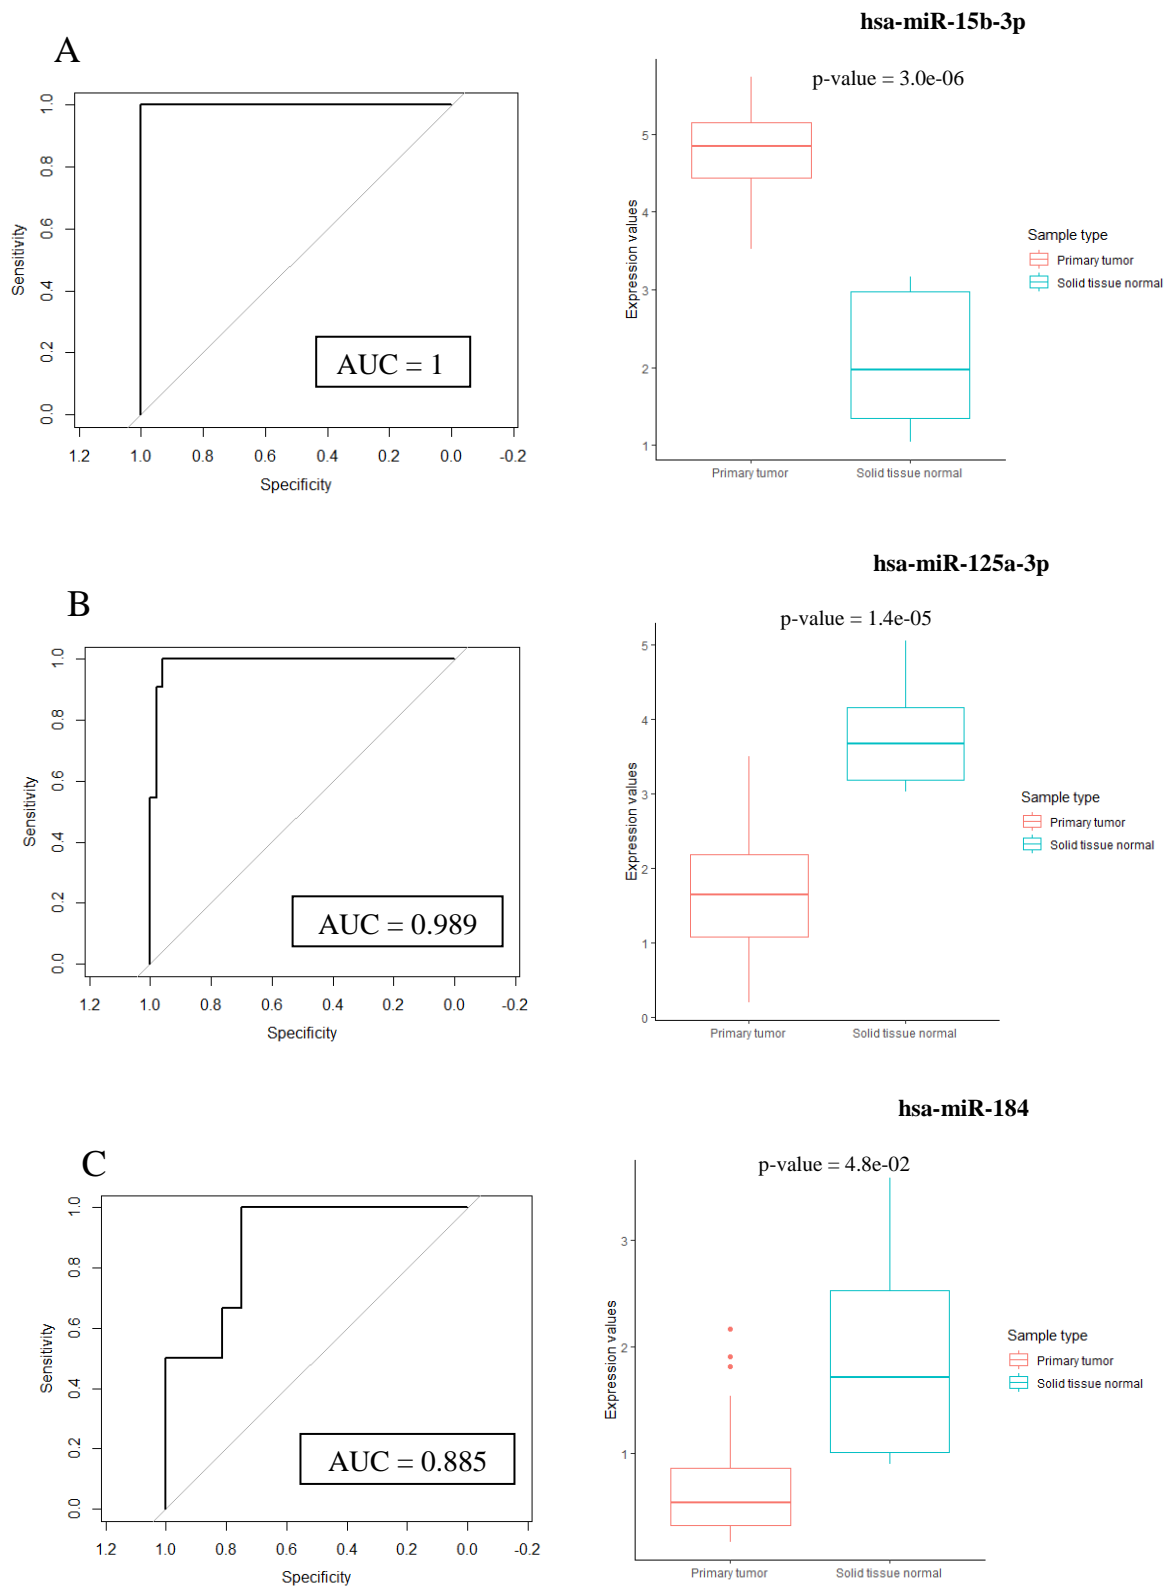 hsa-miR-15b-3p
A
p-value = 3.0e-06
Sensitivity
0.0 0.2 0.4 0.6 0.8 1.0
AUC = 1
1.2 1.0 0.8 0.6 0.4 0.2 0.0 -0.2
Specificity
Expression values
5
4
3
2
1
Primary tumor Solid tissue normal
Sample type
Primary tumor
Solid tissue normal
hsa-miR-125a-3p
B
p-value = 1.4e-05
Sensitivity
0.0 0.2 0.4 0.6 0.8 1.0
AUC = 0.989
1.2 1.0 0.8 0.6 0.4 0.2 0.0 -0.2
Specificity
Expression values
5
4
3
2
1
0
Primary tumor Solid tissue normal
Sample type
Primary tumor
Solid tissue normal
hsa-miR-184
C
p-value = 4.8e-02
Sensitivity
0.0 0.2 0.4 0.6 0.8 1.0
AUC = 0.885
1.2 1.0 0.8 0.6 0.4 0.2 0.0 -0.2
Specificity
Expression values
3
2
1
Primary tumor Solid tissue normal
Sample type
Primary tumor
Solid tissue normal